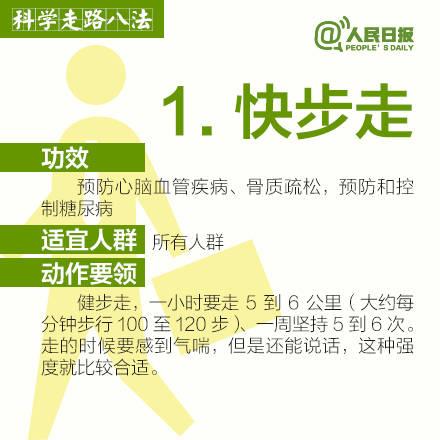 科学走路八法
@人民日报
PEOPLE'S DAILY
1. 快步走
功效
预防心脑血管疾病、骨质疏松，预防和控
制糖尿病
适宜人群 所有人群
动作要领
健步走，一小时要走 5 到 6 公里（大约每
分钟步行 100 至 120 步）、一周坚持 5 到 6 次。
走的时候要感到气喘，但是还能说话，这种强
度就比较合适。